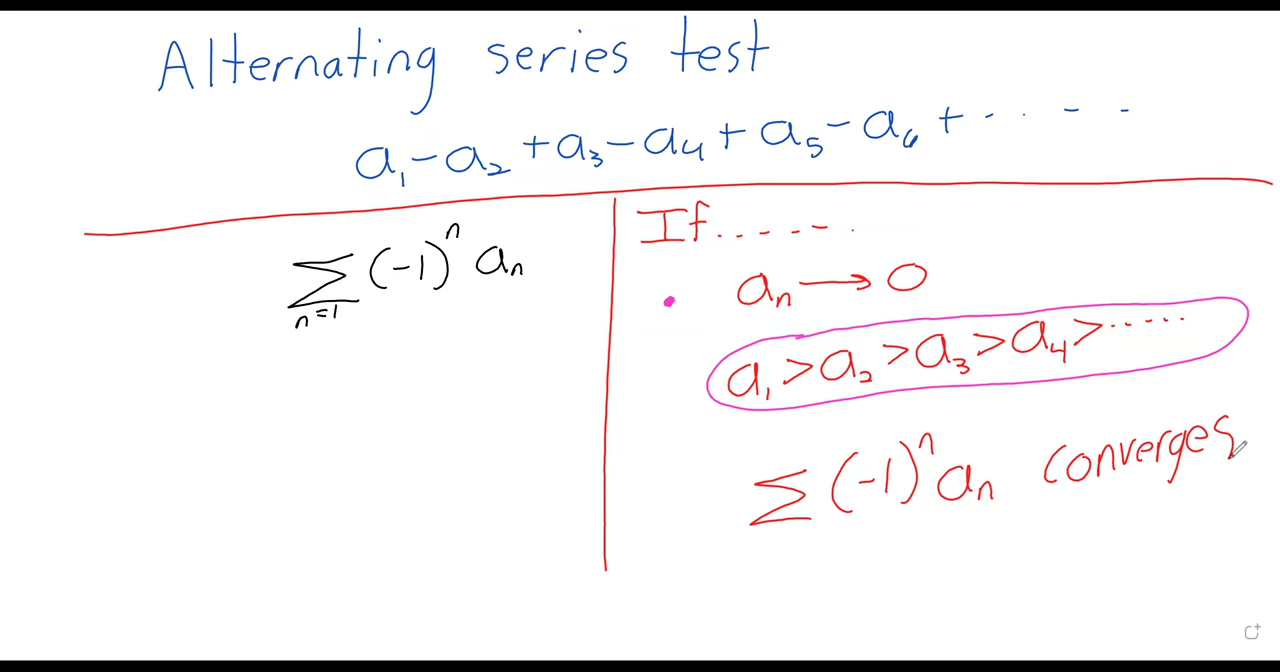 Alternating series test
a₁ - a₂ + a₃ - a₄ + a₅ - a₆ + ......
∑ₙ₌₁ (-1)ⁿ aₙ
If......
• aₙ → 0
a₁ > a₂ > a₃ > a₄ > ......
∑ (-1)ⁿ aₙ converges